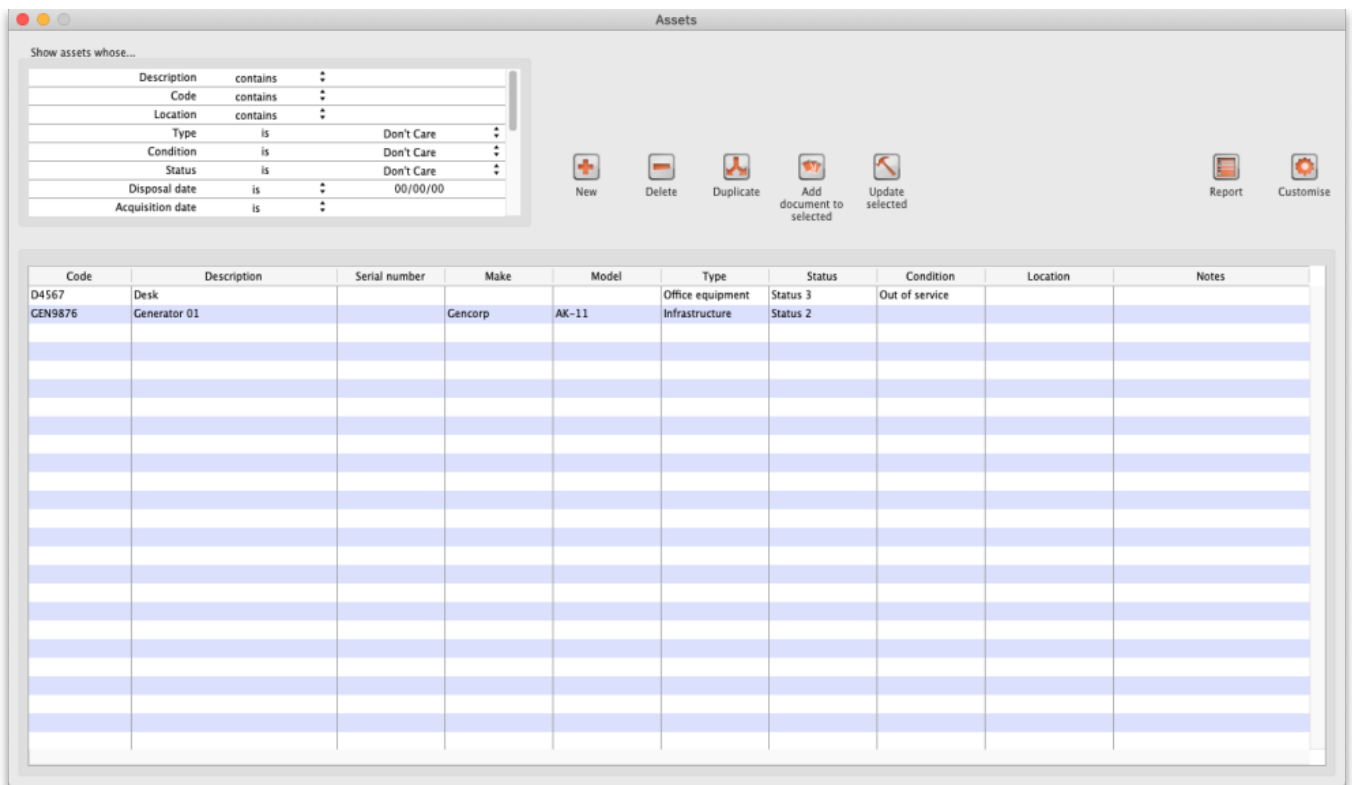 Assets
Show assets whose...
Description contains
Code contains
Location contains
Type is Don't Care
Condition is Don't Care
Status is Don't Care
Disposal date is 00/00/00
Acquisition date is
New
Delete
Duplicate
Add
document to
selected
Update
selected
Report
Customise
Code Description Serial number Make Model Type Status Condition Location Notes
D4567 Desk Office equipment Status 3 Out of service
GEN9876 Generator 01 Gencorp AK-11 Infrastructure Status 2